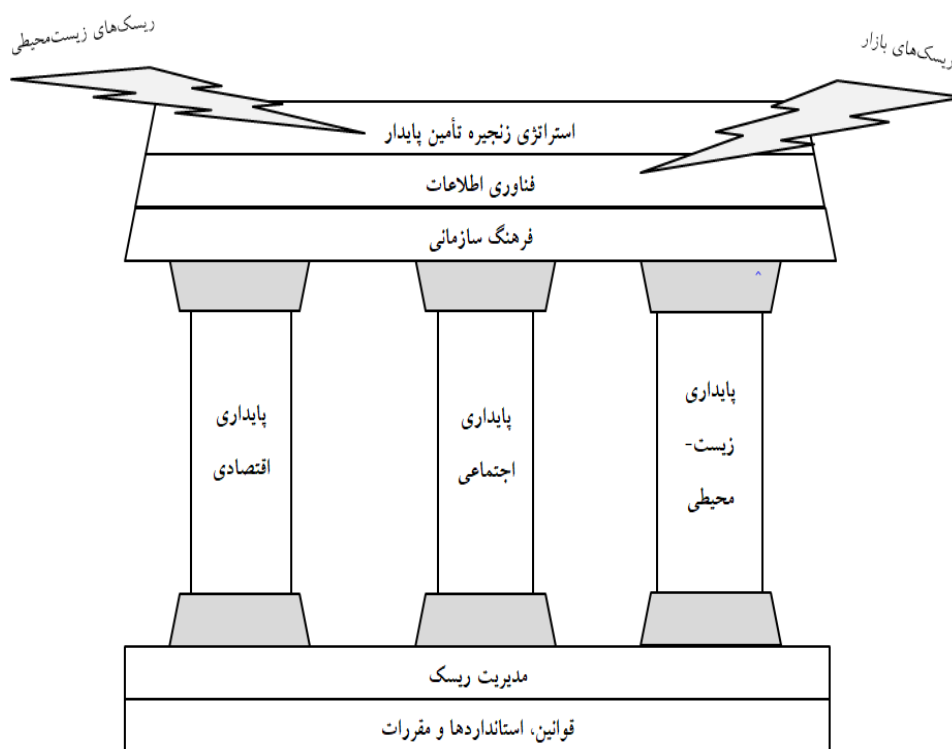 ریسک‌های زیست‌محیطی
ریسک‌های بازار
استراتژی زنجیره تأمین پایدار
فناوری اطلاعات
فرهنگ سازمانی
پایداری
زیست-
محیطی
پایداری
اجتماعی
پایداری
اقتصادی
مدیریت ریسک
قوانین، استانداردها و مقررات